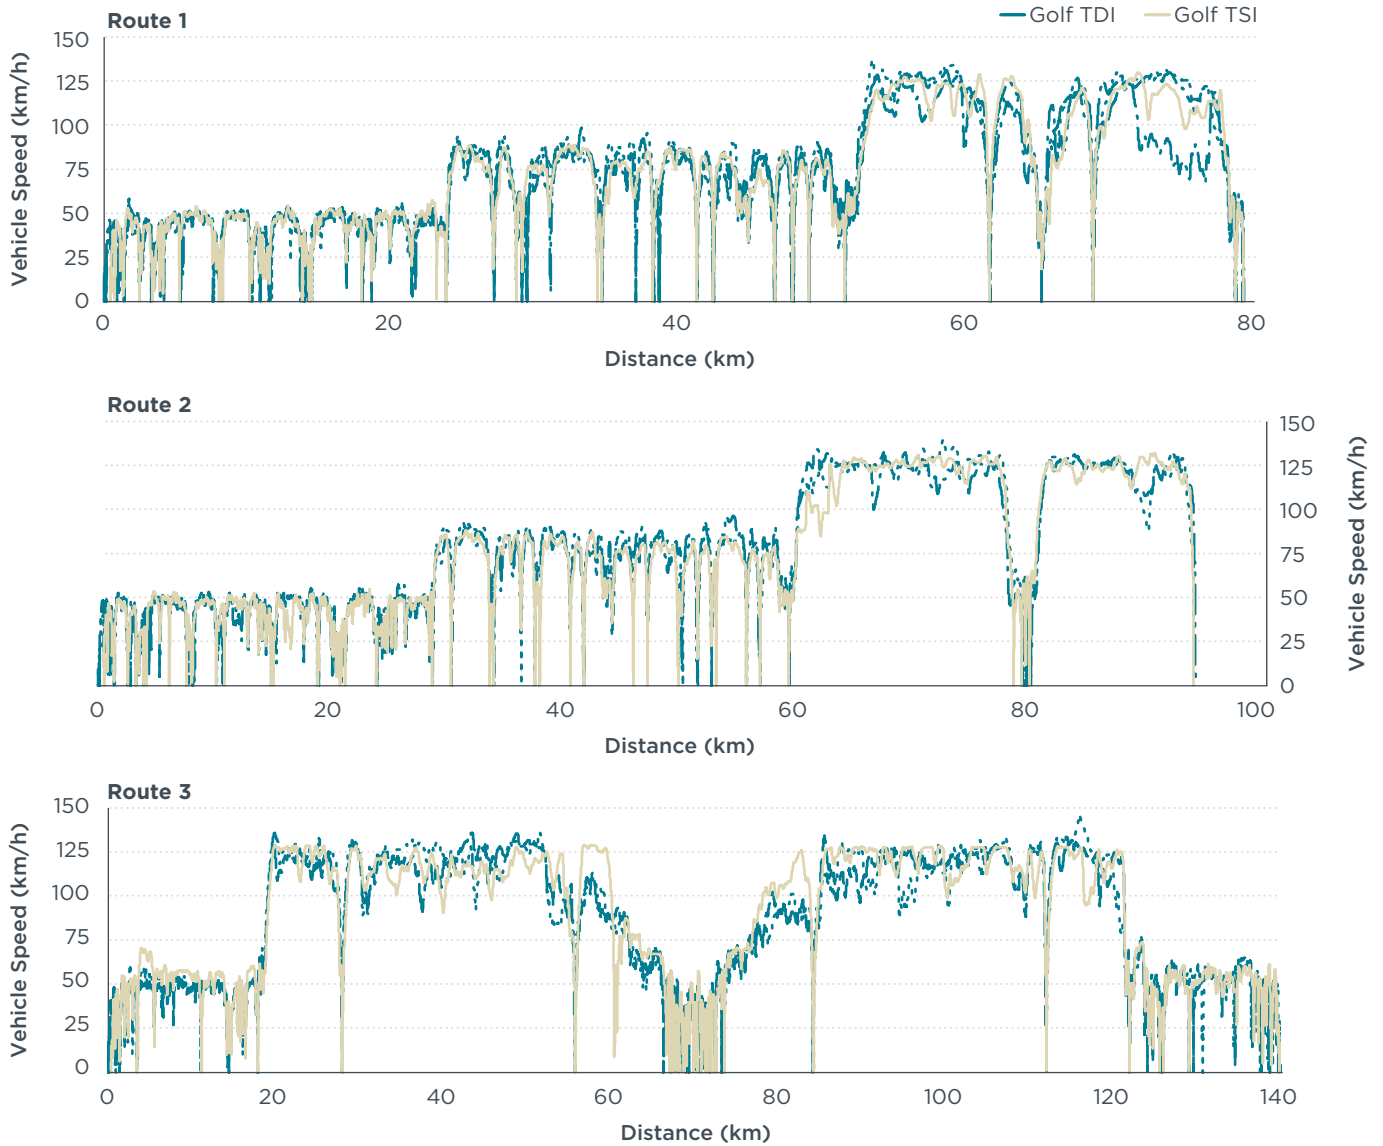 Route 1
Golf TDI
Golf TSI
Vehicle Speed (km/h)
150
125
100
75
50
25
0
0 20 40 60 80
Distance (km)
Route 2
150
125
100
75
50
25
0
Vehicle Speed (km/h)
0 20 40 60 80 100
Distance (km)
Route 3
Vehicle Speed (km/h)
150
125
100
75
50
25
0
0 20 40 60 80 100 120 140
Distance (km)